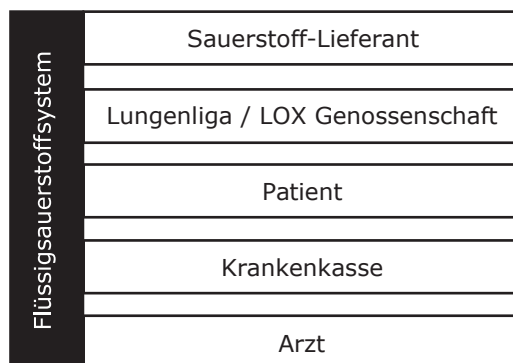 Flüssigsauerstoffsystem
Sauerstoff-Lieferant
Lungenliga / LOX Genossenschaft
Patient
Krankenkasse
Arzt